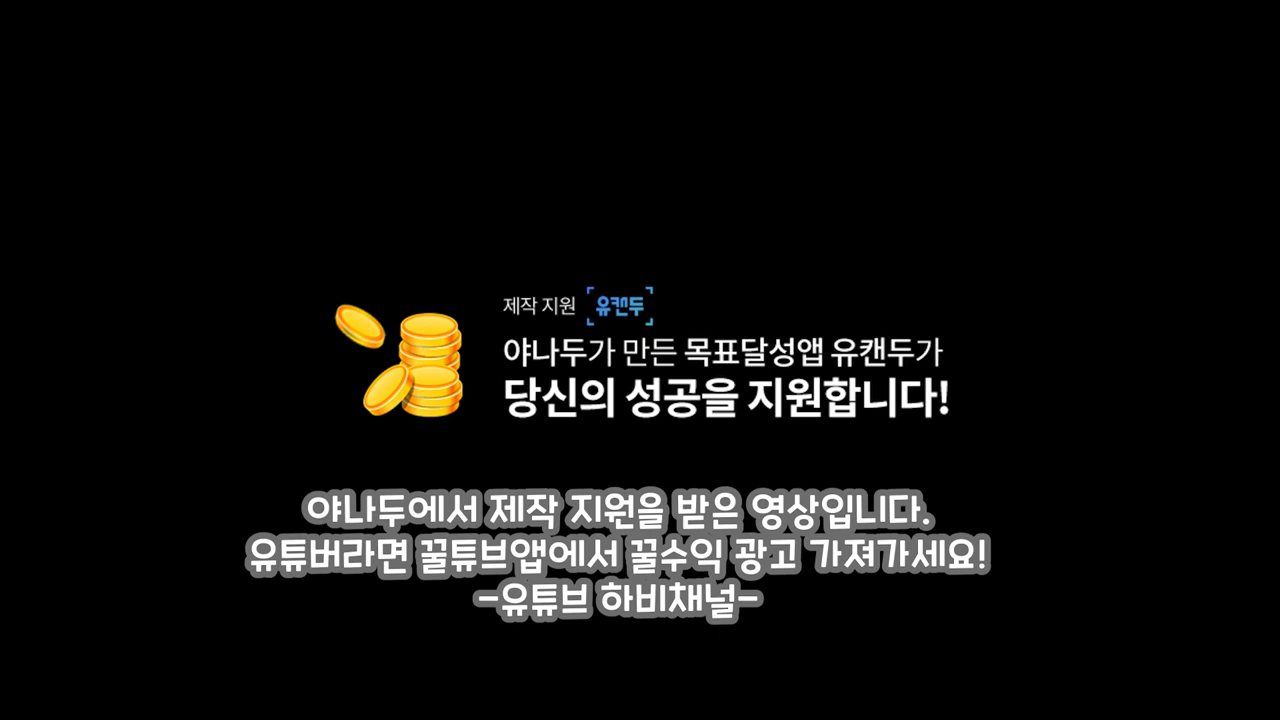 제작 지원 유캔두
야나두가 만든 목표달성앱 유캔두가
당신의 성공을 지원합니다!
야나두에서 제작 지원을 받은 영상입니다.
유튜버라면 꿀튜브앱에서 꿀수익 광고 가져가세요!
-유튜브 하비채널-